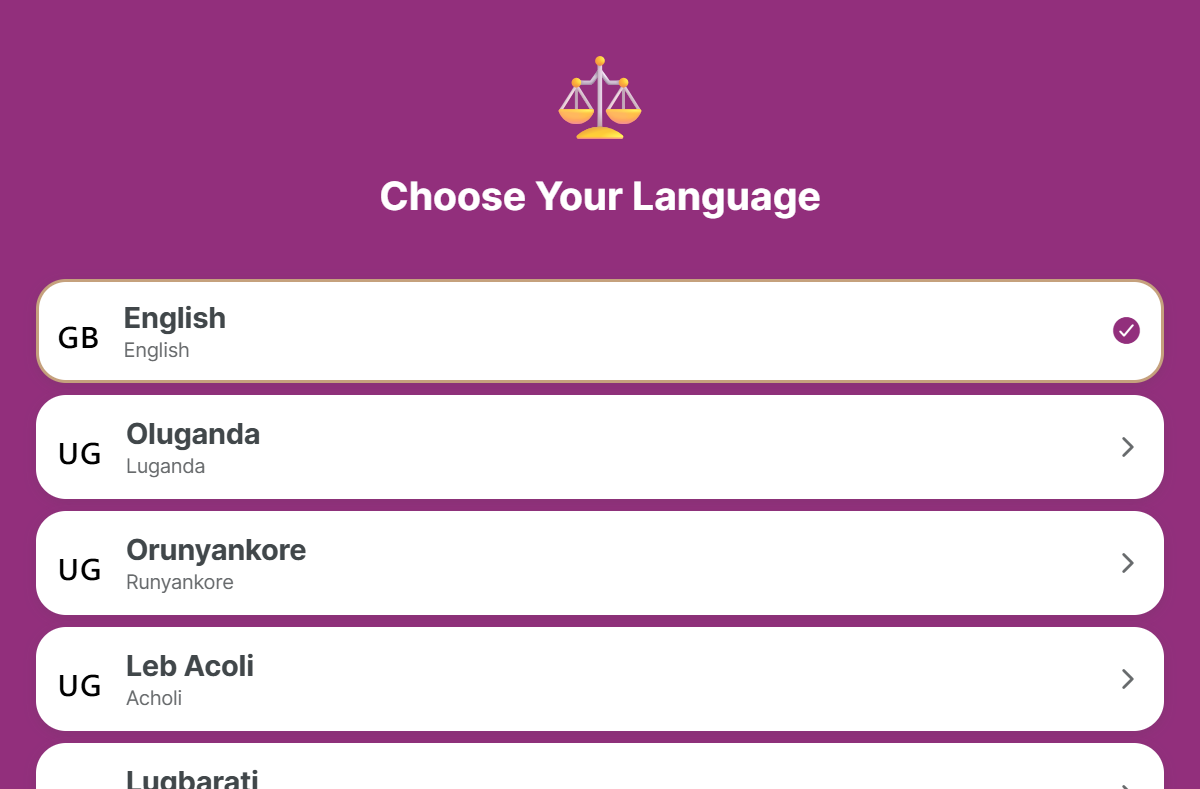 Choose Your Language
GB
English
English
UG
Oluganda
Luganda
UG
Orunyankore
Runyankore
UG
Leb Acoli
Acholi
Lugbarati